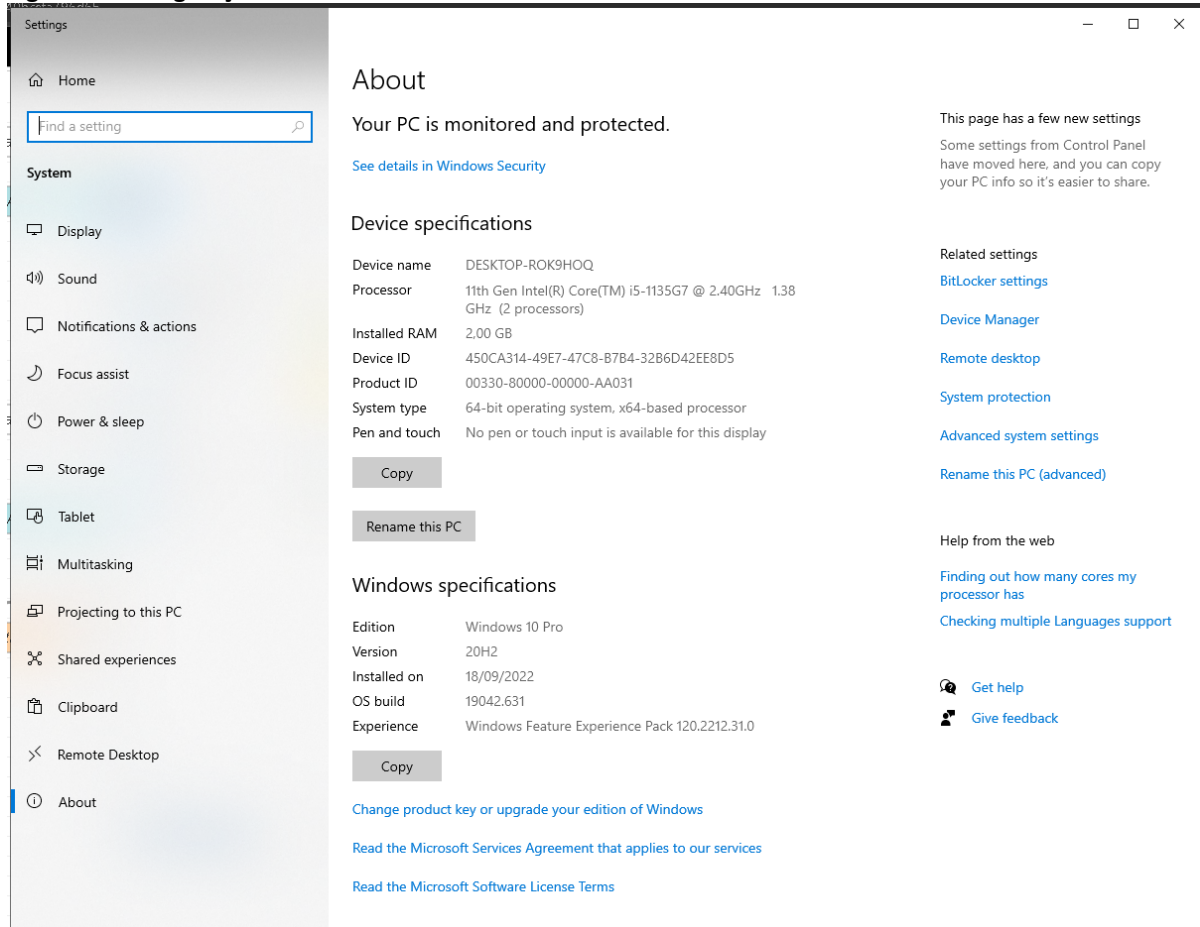 Settings
Home
Find a setting
System
Display
Sound
Notifications & actions
Focus assist
Power & sleep
Storage
Tablet
Multitasking
Projecting to this PC
Shared experiences
Clipboard
Remote Desktop
About
About
Your PC is monitored and protected.
See details in Windows Security
Device specifications
Device name DESKTOP-ROK9HOQ
Processor 11th Gen Intel(R) Core(TM) i5-1135G7 @ 2.40GHz 1.38
GHz (2 processors)
Installed RAM 2,00 GB
Device ID 450CA314-49E7-47C8-B7B4-32B6D42EE8D5
Product ID 00330-80000-00000-AA031
System type 64-bit operating system, x64-based processor
Pen and touch No pen or touch input is available for this display
Copy
Rename this PC
Windows specifications
Edition Windows 10 Pro
Version 20H2
Installed on 18/09/2022
OS build 19042.631
Experience Windows Feature Experience Pack 120.2212.31.0
Copy
Change product key or upgrade your edition of Windows
Read the Microsoft Services Agreement that applies to our services
Read the Microsoft Software License Terms
This page has a few new settings
Some settings from Control Panel
have moved here, and you can copy
your PC info so it's easier to share.
Related settings
BitLocker settings
Device Manager
Remote desktop
System protection
Advanced system settings
Rename this PC (advanced)
Help from the web
Finding out how many cores my
processor has
Checking multiple Languages support
Get help
Give feedback